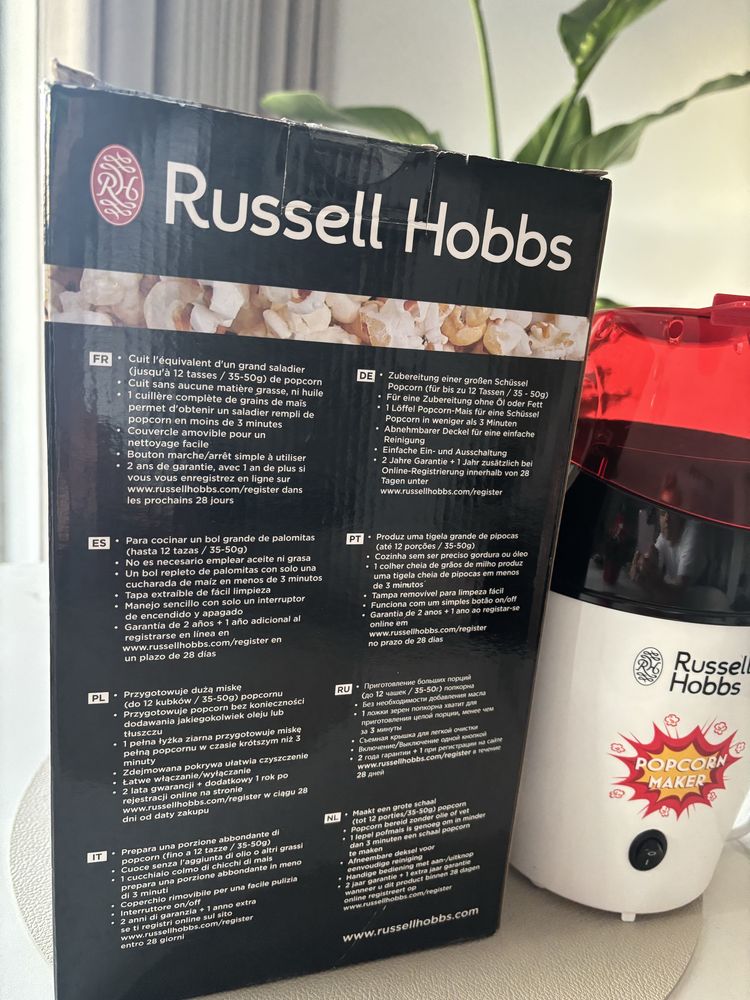 RH
Russell Hobbs
FR
• Cuit l'équivalent d'un grand saladier
(jusqu'à 12 tasses / 35-50g) de popcorn
• Cuit sans aucune matière grasse, ni huile
• 1 cuillère complète de grains de maïs
permet d'obtenir un saladier rempli de
popcorn en moins de 3 minutes
• Couvercle amovible pour un
nettoyage facile
• Bouton marche/arrêt simple à utiliser
• 2 ans de garantie, avec 1 an de plus si
vous vous enregistrez en ligne sur
www.russellhobbs.com/register dans
les prochains 28 jours
DE
• Zubereitung einer großen Schüssel
Popcorn (für bis zu 12 Tassen / 35 - 50g)
• Für eine Zubereitung ohne Öl oder Fett
• 1 Löffel Popcorn-Mais für eine Schüssel
Popcorn in weniger als 3 Minuten
• Abnehmbarer Deckel für eine einfache
Reinigung
• Einfache Ein- und Ausschaltung
• 2 Jahre Garantie + 1 Jahr zusätzlich bei
Online-Registrierung innerhalb von 28
Tagen unter
www.russellhobbs.com/register
ES
• Para cocinar un bol grande de palomitas
(hasta 12 tazas / 35-50g)
• No es necesario emplear aceite ni grasa
• Un bol repleto de palomitas con solo una
cucharada de maíz en menos de 3 minutos
• Tapa extraíble de fácil limpieza
• Manejo sencillo con solo un interruptor
de encendido y apagado
• Garantía de 2 años + 1 año adicional al
registrarse en línea en
www.russellhobbs.com/register en
un plazo de 28 días
PT
• Produz uma tigela grande de pipocas
(até 12 porções / 35-50g)
• Cozinha sem ser preciso gordura ou óleo
• 1 colher cheia de grãos de milho produz
uma tigela cheia de pipocas em menos
de 3 minutos
• Tampa removível para limpeza fácil
• Funciona com um simples botão on/off
• Garantia de 2 anos + 1 ano ao registar-se
online em
www.russellhobbs.com/register
no prazo de 28 dias
PL
• Przygotowuje dużą miskę
(do 12 kubków / 35-50g) popcornu
• Przygotowuje popcorn bez konieczności
dodawania jakiegokolwiek oleju lub
tłuszczu
• 1 pełna łyżka ziarna przygotowuje miskę
pełną popcornu w czasie krótszym niż 3
minuty
• Zdejmowana pokrywa ułatwia czyszczenie
• Łatwe włączanie/wyłączanie
• 2 lata gwarancji + dodatkowy 1 rok po
rejestracji online na stronie
www.russellhobbs.com/register w ciągu 28
dni od daty zakupu
RU
• Приготовление больших порций
(до 12 чашек / 35-50г) попкорна
• Без необходимости добавления масла
• 1 ложки зерен попкорна хватит для
приготовления целой порции, менее чем
за 3 минуты
• Съемная крышка для легкой очистки
• Включение/Выключение одной кнопкой
• 2 года гарантии + 1 при регистрации на сайте
www.russellhobbs.com/register в течение
28 дней
IT
• Prepara una porzione abbondante di
popcorn (fino a 12 tazze / 35-50g)
• Cuoce senza l'aggiunta di olio o altri grassi
• 1 cucchiaio colmo di chicchi di mais
prepara una porzione abbondante in meno
di 3 minuti
• Coperchio rimovibile per una facile pulizia
• Interruttore on/off
• 2 anni di garanzia + 1 anno extra
se ti registri online sul sito
www.russellhobbs.com/register
entro 28 giorni
NL
• Maakt een grote schaal
(tot 12 porties/35-50g) popcorn
• Popcorn bereid zonder olie of vet
• 1 lepel pofmais is genoeg om in minder
dan 3 minuten een schaal popcorn
te maken
• Afneembare deksel voor
eenvoudige reiniging
• Handige bediening met aan/uitknop
• 2 jaar garantie + 1 extra jaar garantie
wanneer u dit product binnen 28 dagen
online registreert op
www.russellhobbs.com/register
www.russellhobbs.com
RH
Russell
Hobbs
POPCORN
MAKER